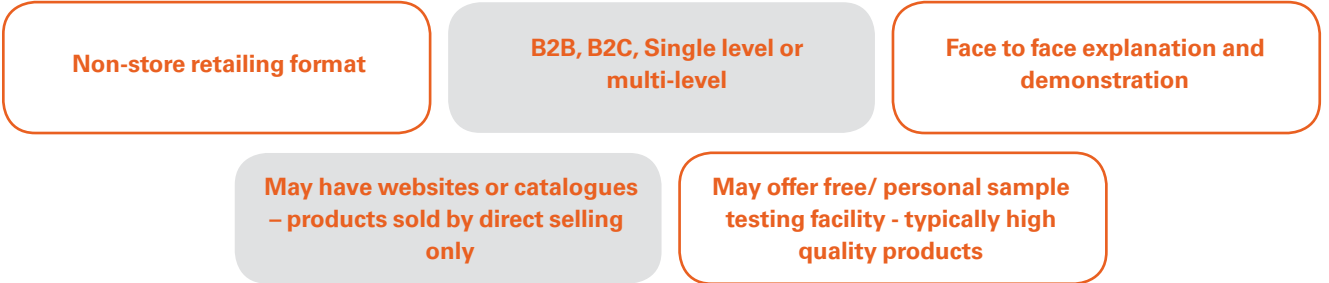 Non-store retailing format
B2B, B2C, Single level or
multi-level
Face to face explanation and
demonstration
May have websites or catalogues
– products sold by direct selling
only
May offer free/ personal sample
testing facility - typically high
quality products